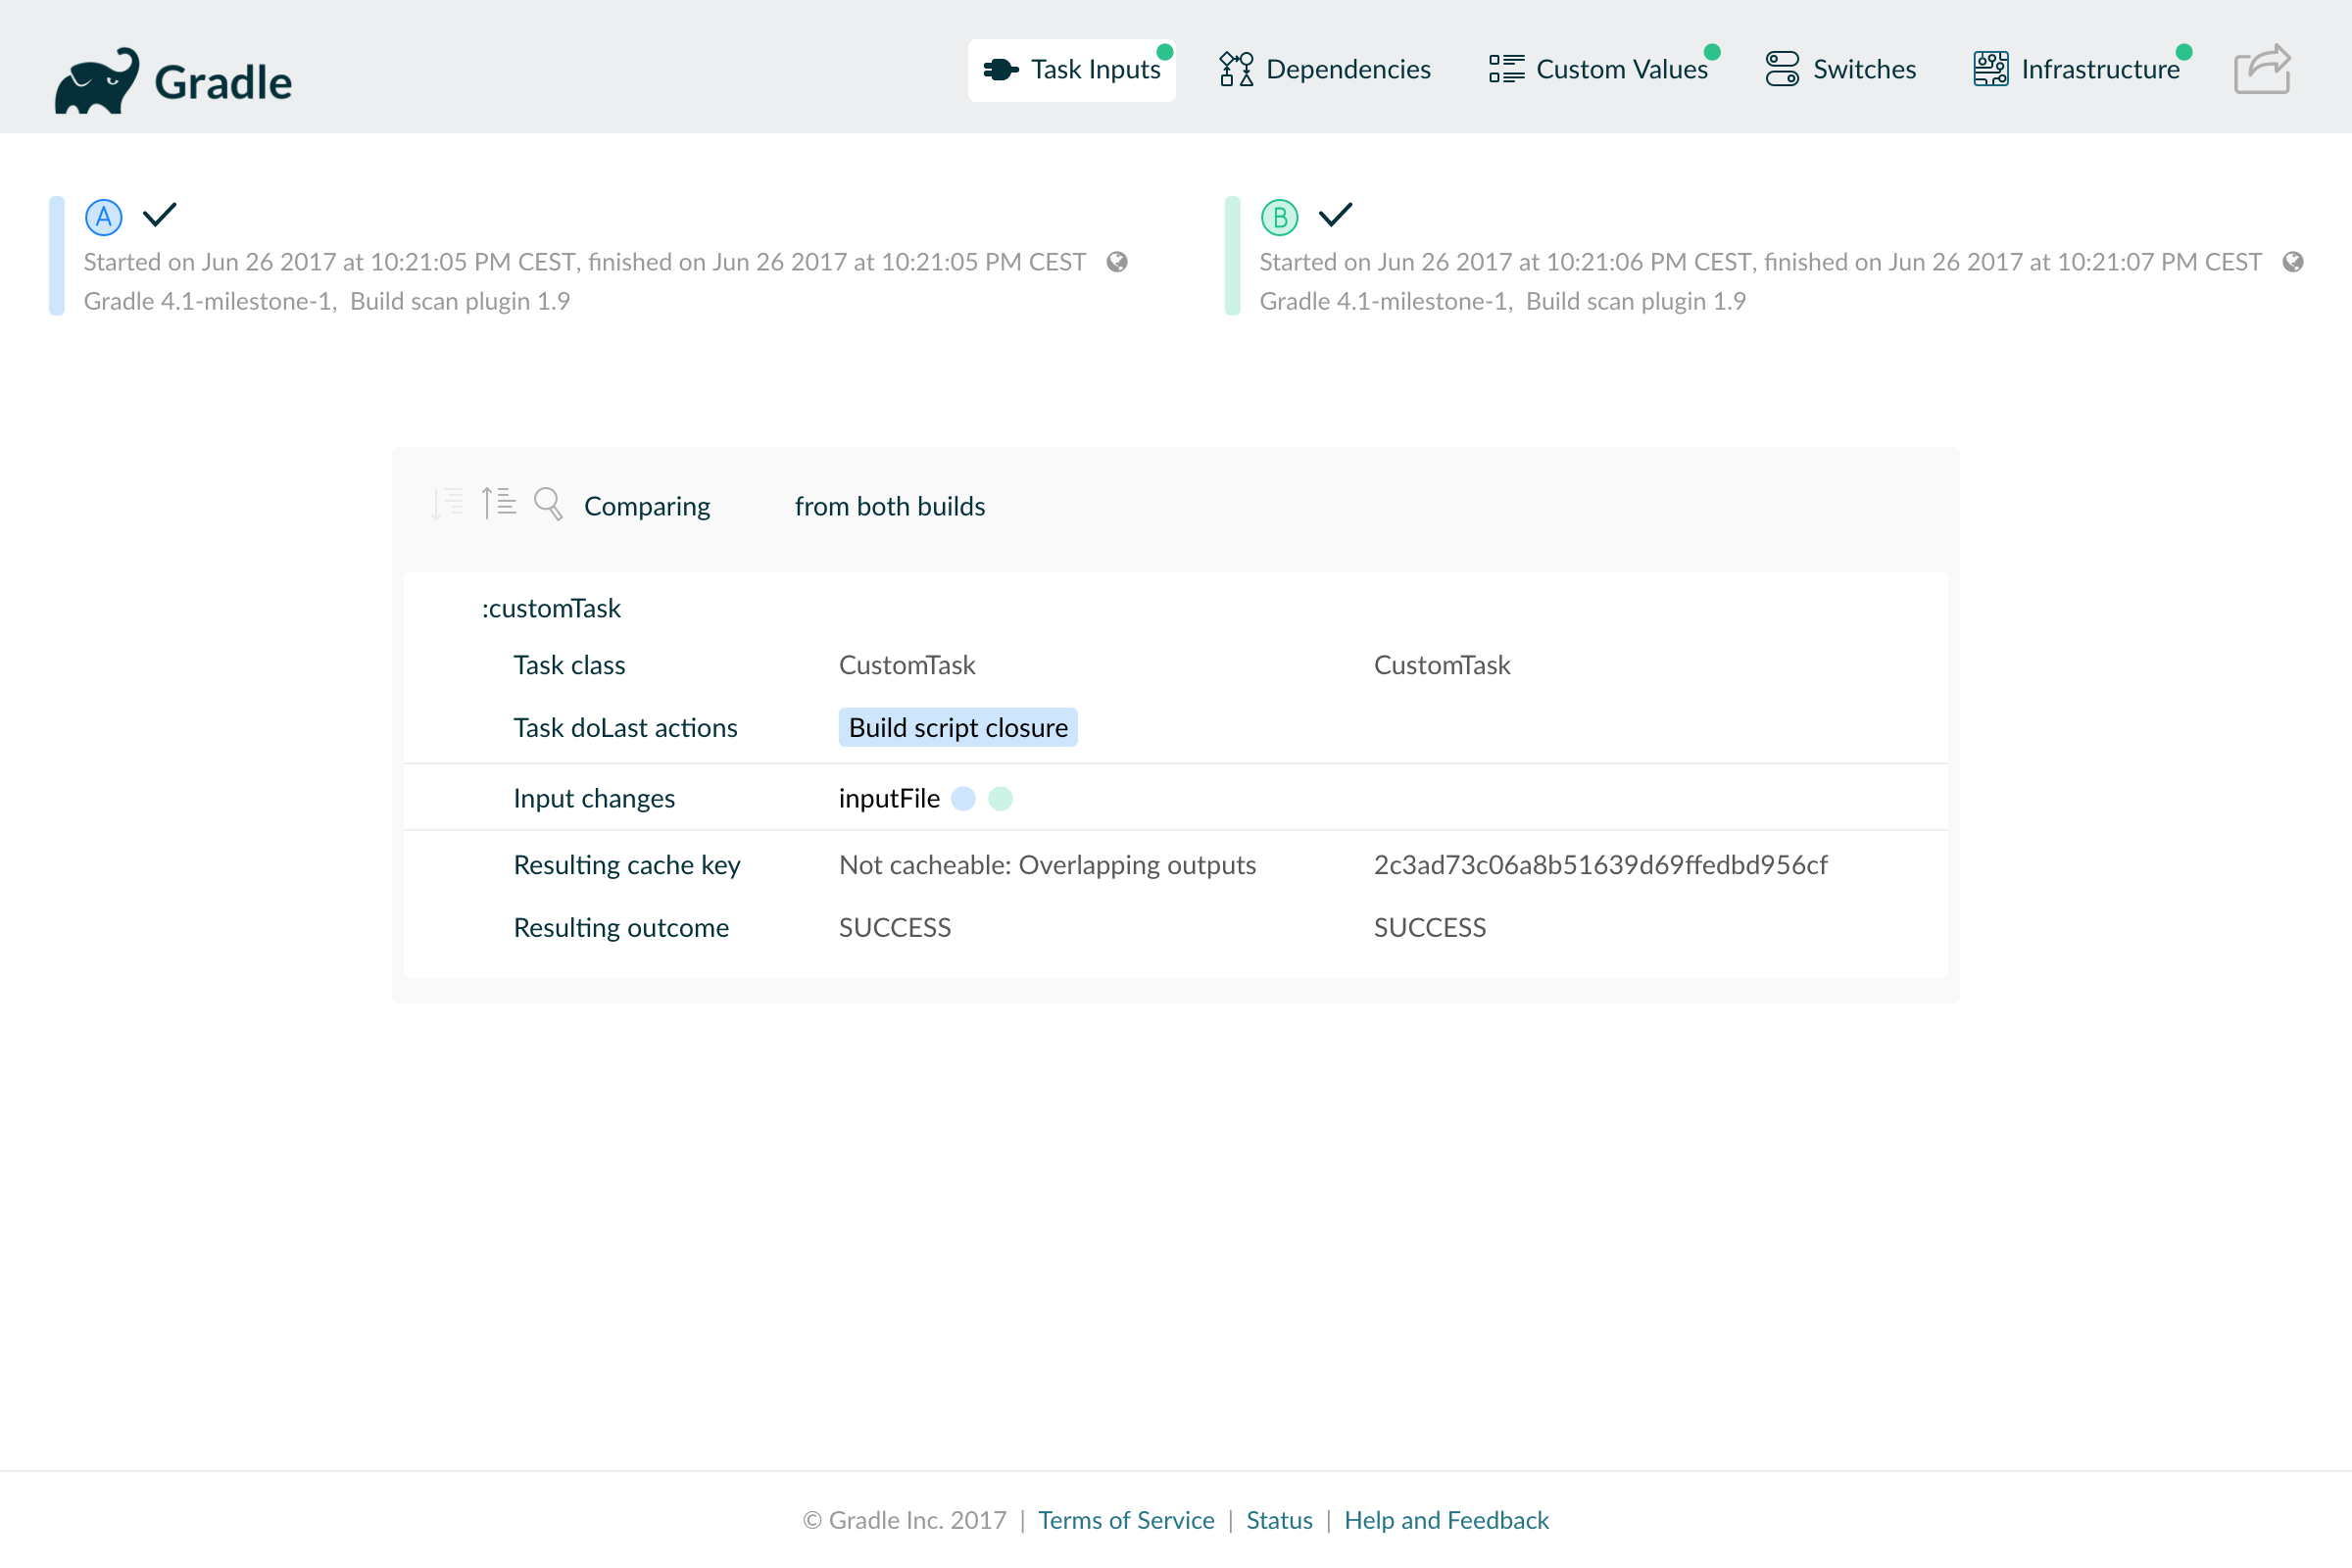 Gradle
Task Inputs Dependencies Custom Values Switches Infrastructure
A
Started on Jun 26 2017 at 10:21:05 PM CEST, finished on Jun 26 2017 at 10:21:05 PM CEST
Gradle 4.1-milestone-1, Build scan plugin 1.9
B
Started on Jun 26 2017 at 10:21:06 PM CEST, finished on Jun 26 2017 at 10:21:07 PM CEST
Gradle 4.1-milestone-1, Build scan plugin 1.9
Comparing from both builds
:customTask
Task class CustomTask CustomTask
Task doLast actions Build script closure
Input changes inputFile
Resulting cache key Not cacheable: Overlapping outputs 2c3ad73c06a8b51639d69ffedbd956cf
Resulting outcome SUCCESS SUCCESS
© Gradle Inc. 2017 | Terms of Service | Status | Help and Feedback